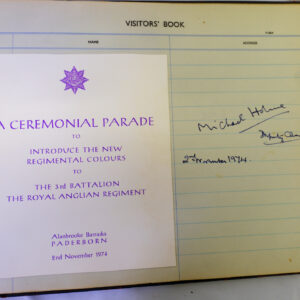 VISITORS' BOOK
NAME
ADDRESS
A CEREMONIAL PARADE
TO
INTRODUCE THE NEW
REGIMENTAL COLOURS
TO
THE 3rd BATTALION
THE ROYAL ANGLIAN REGIMENT
Alanbrooke Barracks
PADERBORN
2nd November 1974
Michael
2nd November 1974.